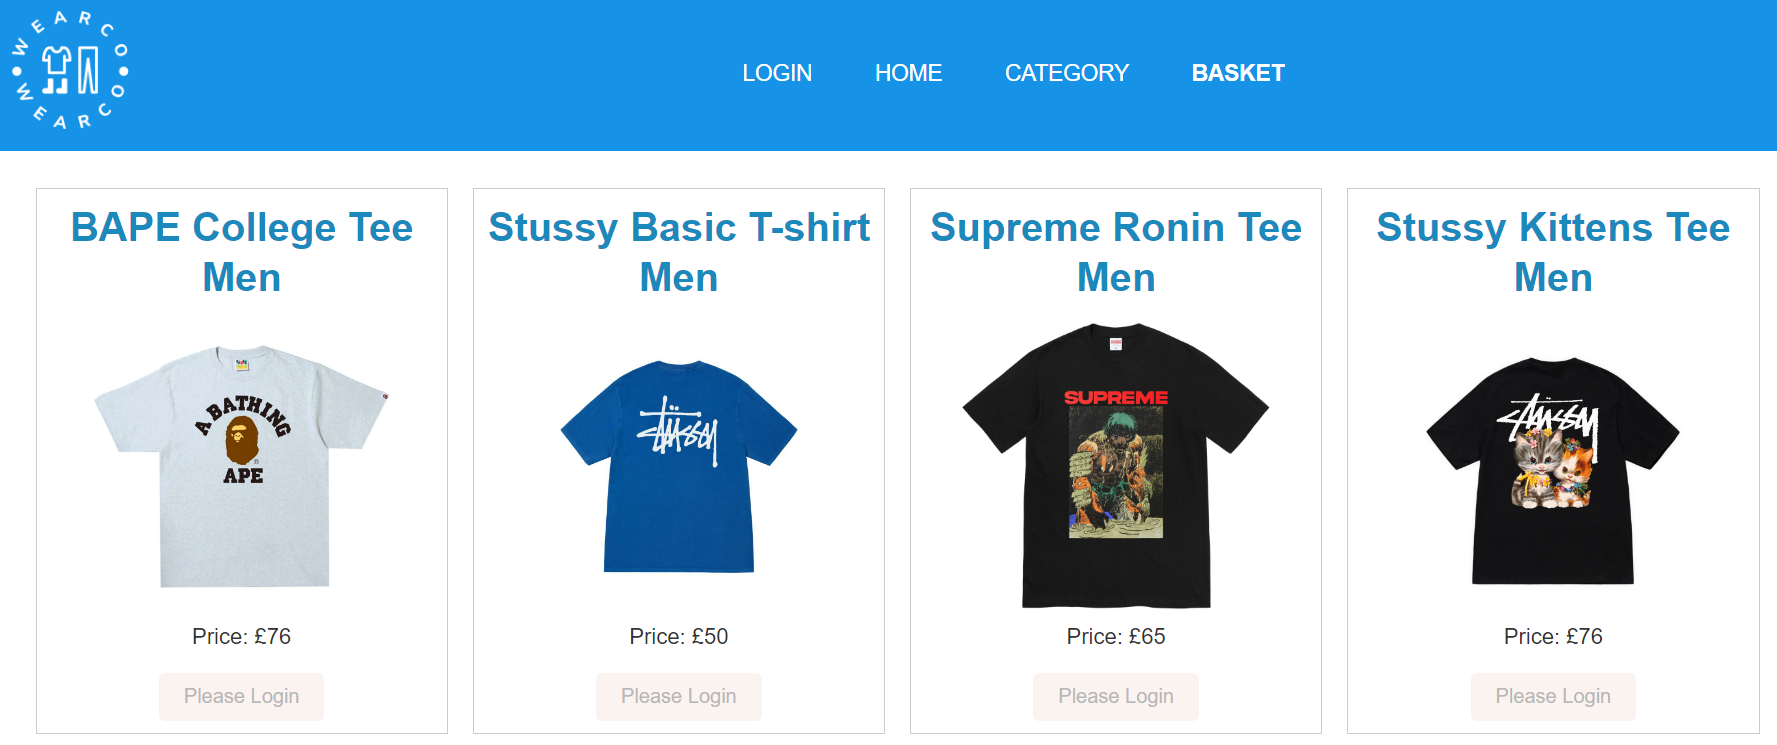 WEARCO
WEARCO
LOGIN HOME CATEGORY BASKET
BAPE College Tee
Men
Stussy Basic T-shirt
Men
Supreme Ronin Tee
Men
Stussy Kittens Tee
Men
A BATHING
APE
Stüssy
SUPREME
Stüssy
Price: £76
Price: £50
Price: £65
Price: £76
Please Login
Please Login
Please Login
Please Login